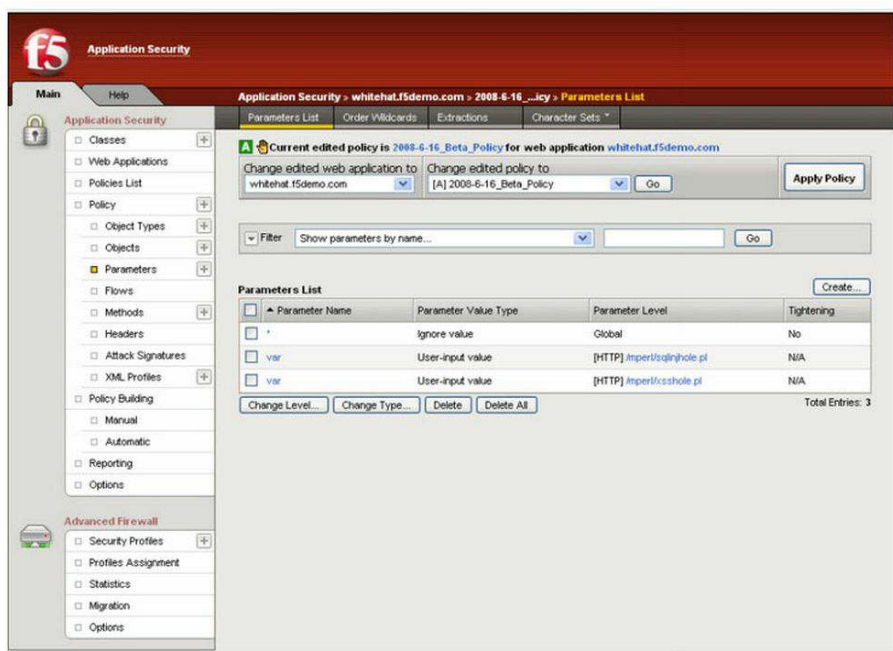 f5
Application Security
Main
Help
Application Security » whitehat.f5demo.com » 2008-6-16_...icy » Parameters List
Application Security
Classes
Web Applications
Policies List
Policy
Object Types
Objects
Parameters
Flows
Methods
Headers
Attack Signatures
XML Profiles
Policy Building
Manual
Automatic
Reporting
Options
Advanced Firewall
Security Profiles
Profiles Assignment
Statistics
Migration
Options
Parameters List Order Wildcards Extractions Character Sets
A Current edited policy is 2008-6-16_Beta_Policy for web application whitehat.f5demo.com
Change edited web application to Change edited policy to
whitehat.f5demo.com [A] 2008-6-16_Beta_Policy Go Apply Policy
Filter Show parameters by name... Go
Parameters List Create...
Parameter Name Parameter Value Type Parameter Level Tightening
* Ignore value Global No
var User-input value [HTTP] /mperl/sqlinjhole.pl N/A
var User-input value [HTTP] /mperl/xsshole.pl N/A
Change Level... Change Type... Delete Delete All Total Entries: 3